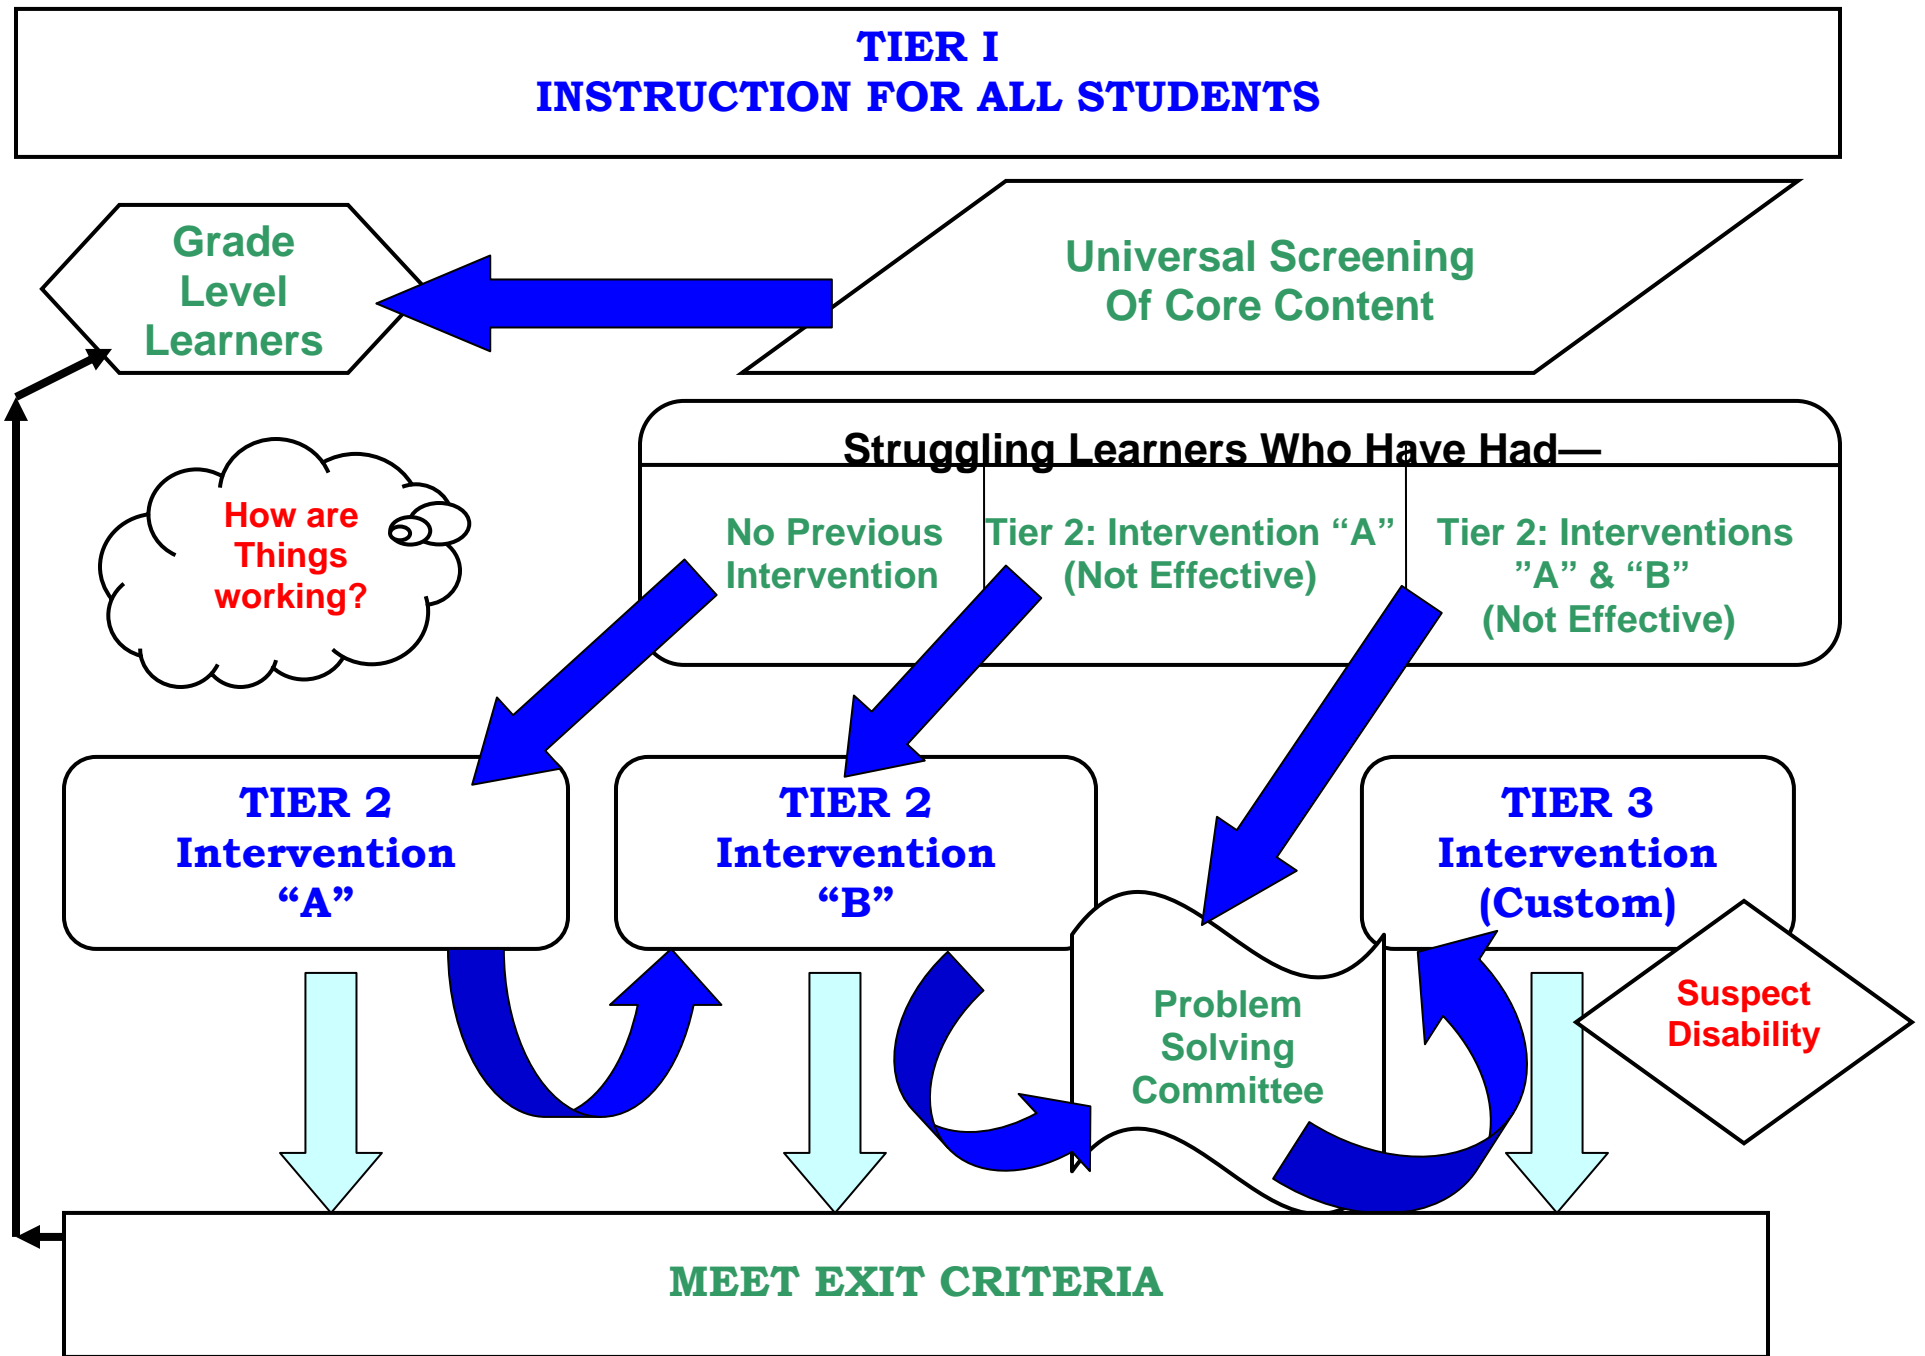 TIER I
INSTRUCTION FOR ALL STUDENTS
Grade
Level
Learners
Universal Screening
Of Core Content
Struggling Learners Who Have Had—
How are
Things
working?
No Previous
Intervention
Tier 2: Intervention “A”
(Not Effective)
Tier 2: Interventions
”A” & “B”
(Not Effective)
TIER 2
Intervention
“A”
TIER 2
Intervention
“B”
TIER 3
Intervention
(Custom)
Problem
Solving
Committee
Suspect
Disability
MEET EXIT CRITERIA